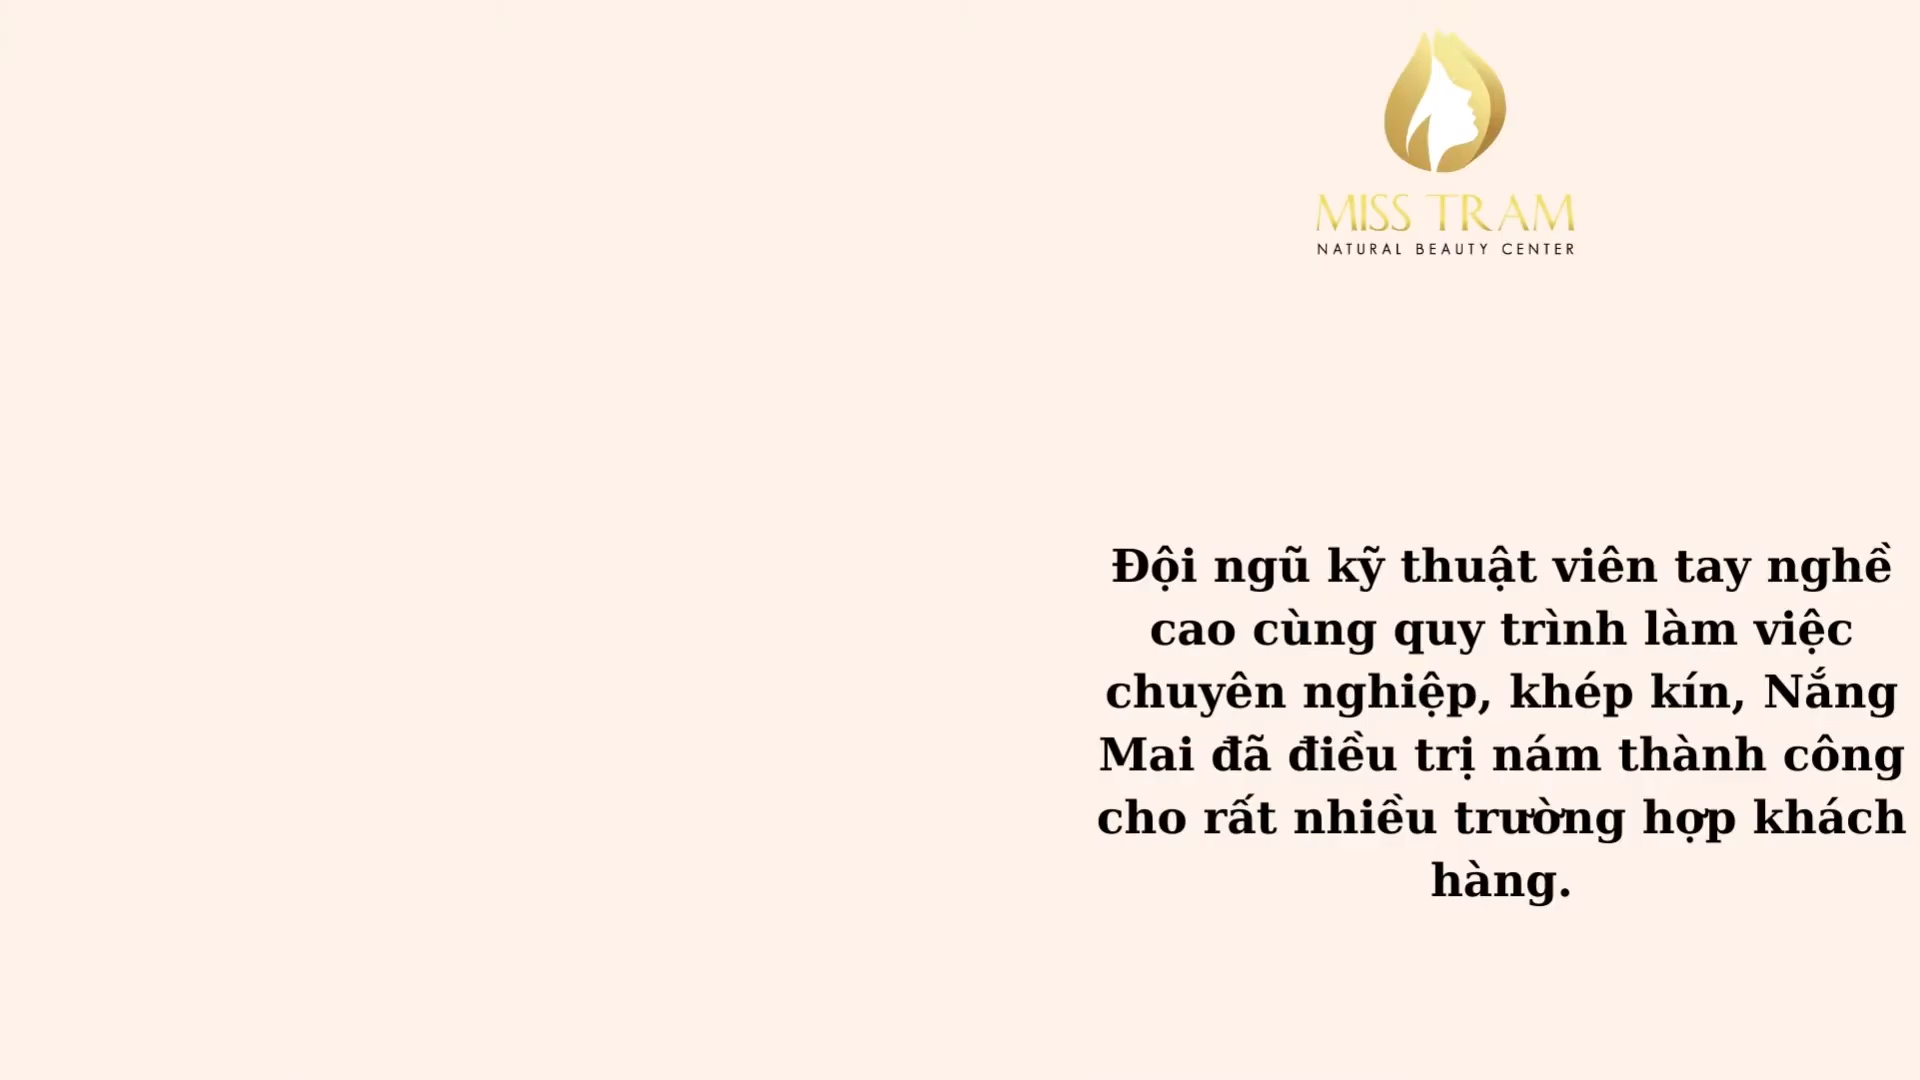 MISS TRAM
NATURAL BEAUTY CENTER
Đội ngũ kỹ thuật viên tay nghề
cao cùng quy trình làm việc
chuyên nghiệp, khép kín, Nắng
Mai đã điều trị nám thành công
cho rất nhiều trường hợp khách
hàng.